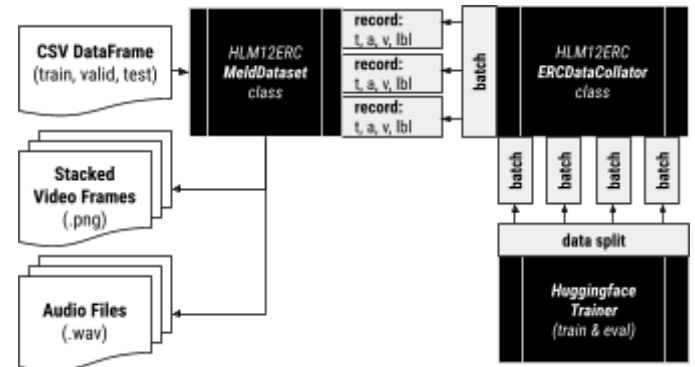 CSV DataFrame
(train, valid, test)
HLM12ERC
MeldDataset
class
record:
t, a, v, lbl
record:
t, a, v, lbl
record:
t, a, v, lbl
batch
HLM12ERC
ERCDataCollator
class
Stacked
Video Frames
(.png)
batch
batch
batch
batch
data split
Audio Files
(.wav)
Huggingface
Trainer
(train & eval)